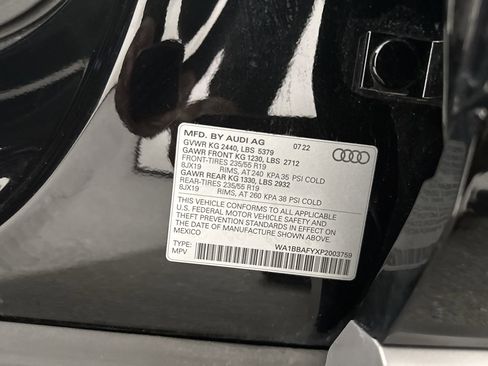 MFD. BY AUDI AG 07 22
GVWR KG 2440, LBS 5379
GAWR FRONT KG 1230, LBS 2712
FRONT-TIRES 235/55 R19
8JX19 RIMS, AT 240 KPA 35 PSI COLD
GAWR REAR KG 1330, LBS 2932
REAR-TIRES 235/55 R19
8JX19 RIMS, AT 260 KPA 38 PSI COLD
THIS VEHICLE CONFORMS TO ALL APPLICABLE
U.S. FEDERAL MOTOR VEHICLE SAFETY AND
THEFT PREVENTION STANDARDS IN EFFECT ON
THE DATE OF MANUFACTURE SHOWN ABOVE.
MEXICO
TYPE: WA1BBAFYXP2003759
MPV